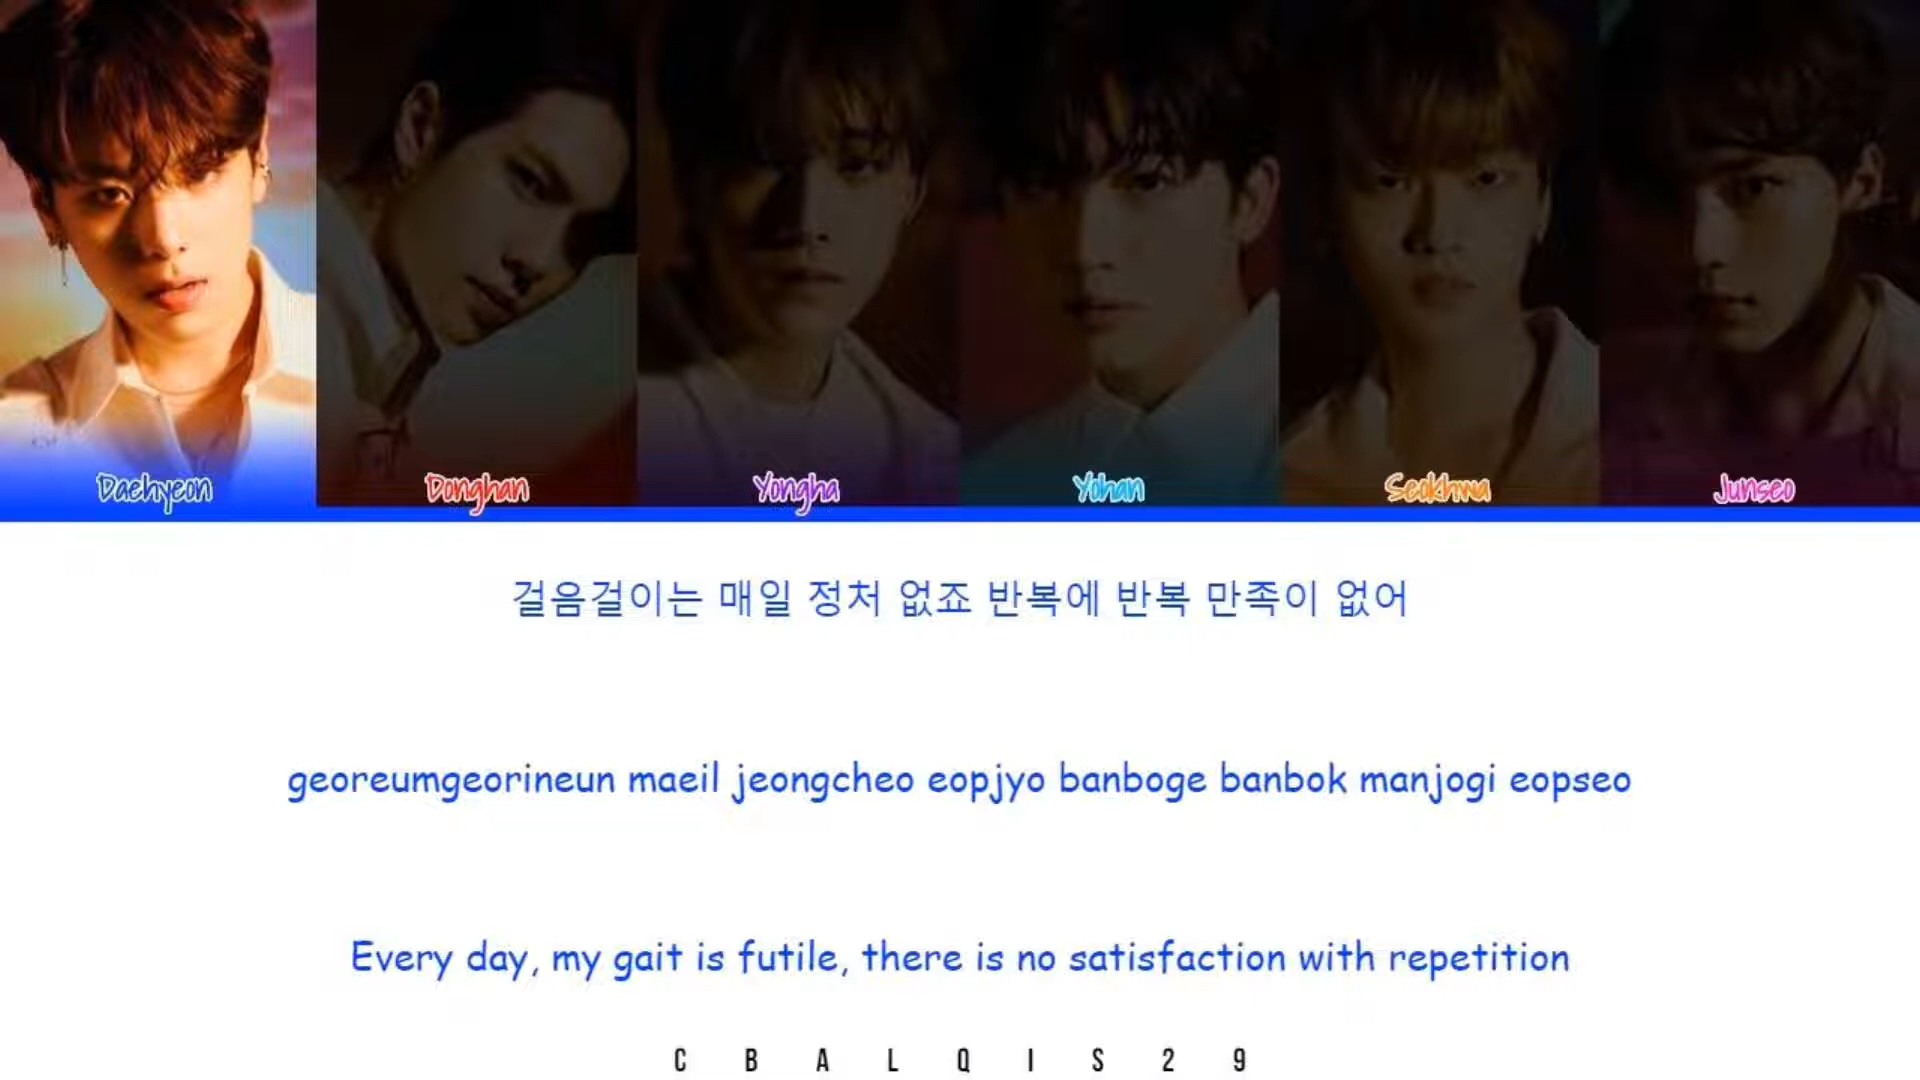 Daehyeon Donghan Yongha Yohan Seokhwa Junseo
걸음걸이는 매일 정처 없죠 반복에 반복 만족이 없어
georeumgeorineun maeil jeongcheo eopjyo banboge banbok manjogi eopseo
Every day, my gait is futile, there is no satisfaction with repetition
CBALQIS29